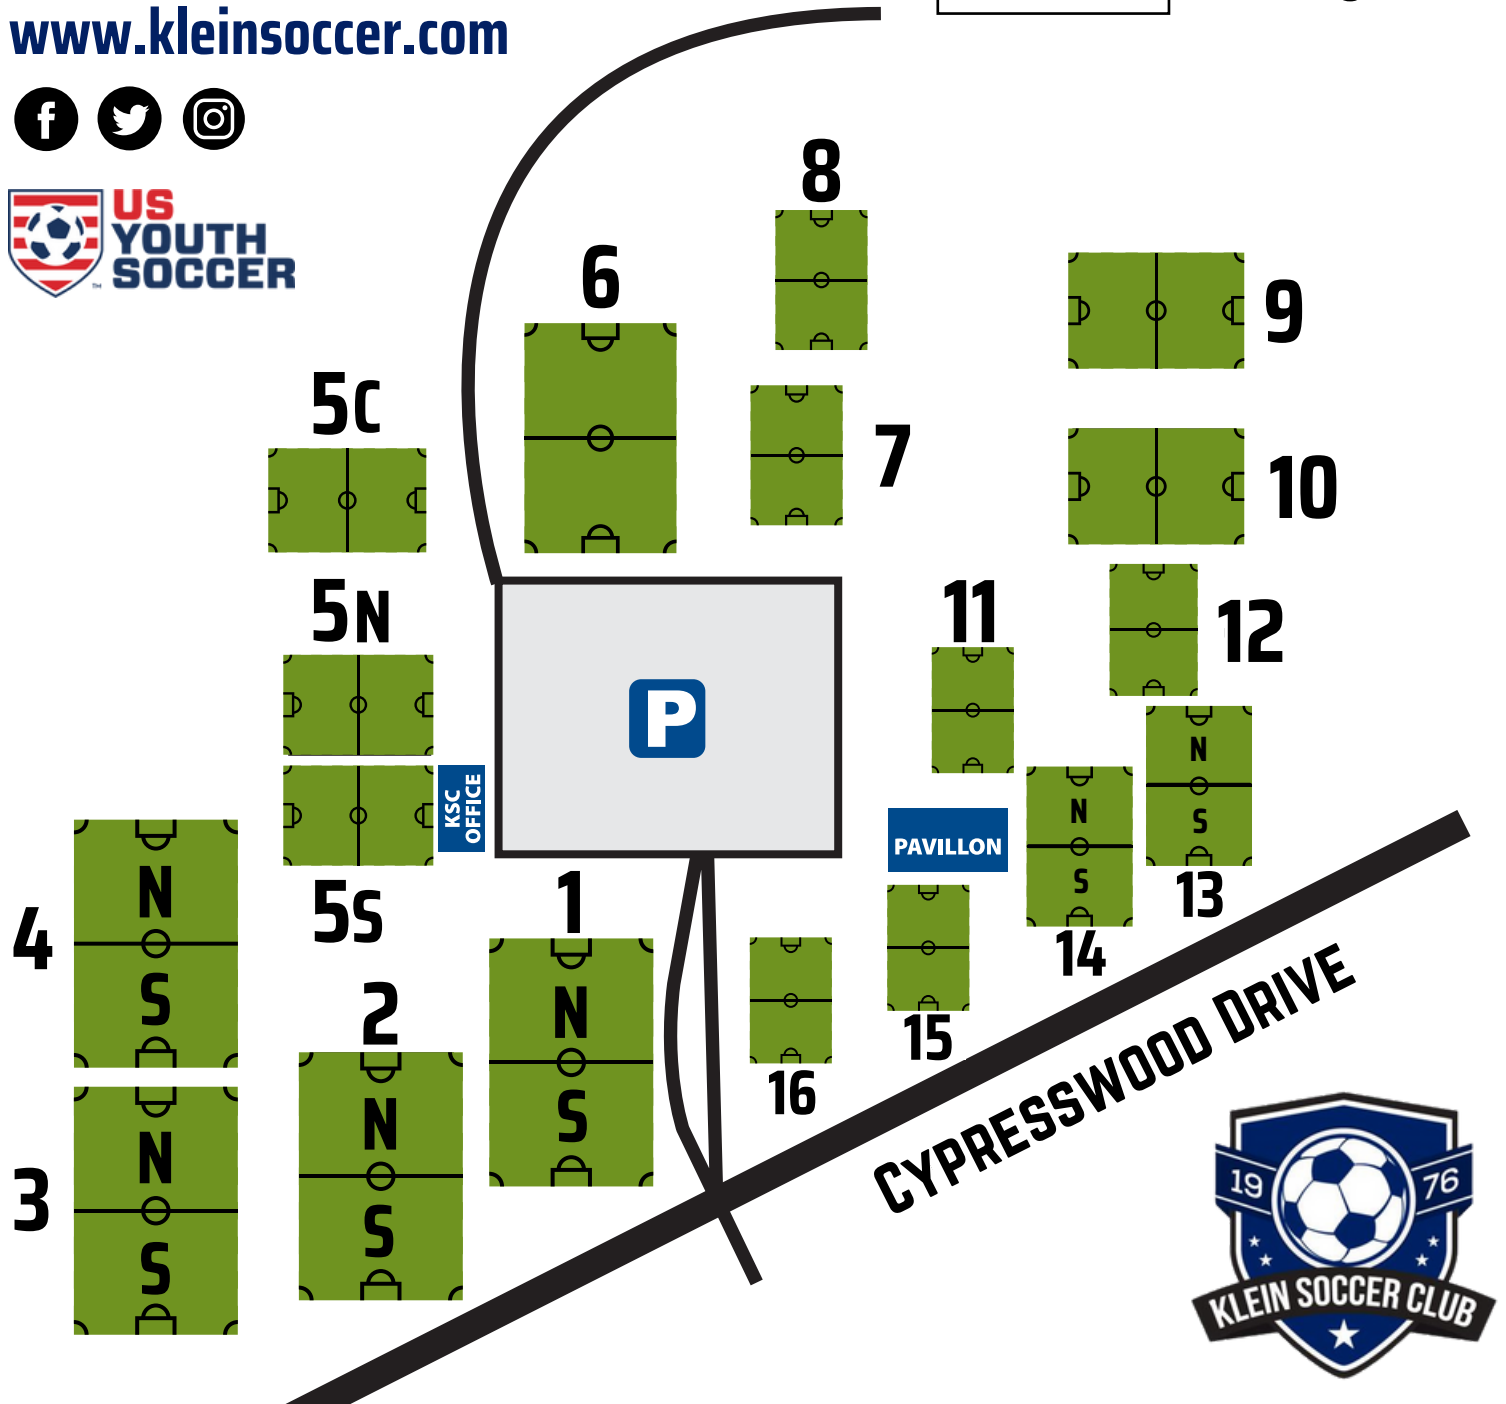 www.kleinsoccer.com
US
YOUTH
SOCCER
8
6
9
5C
7
10
5N
11
12
P
N
S
13
N
S
14
KSC
OFFICE
PAVILLON
4
N
S
5S
1
N
S
2
N
S
15
16
3
N
S
CYPRESSWOOD DRIVE
19 76
KLEIN SOCCER CLUB